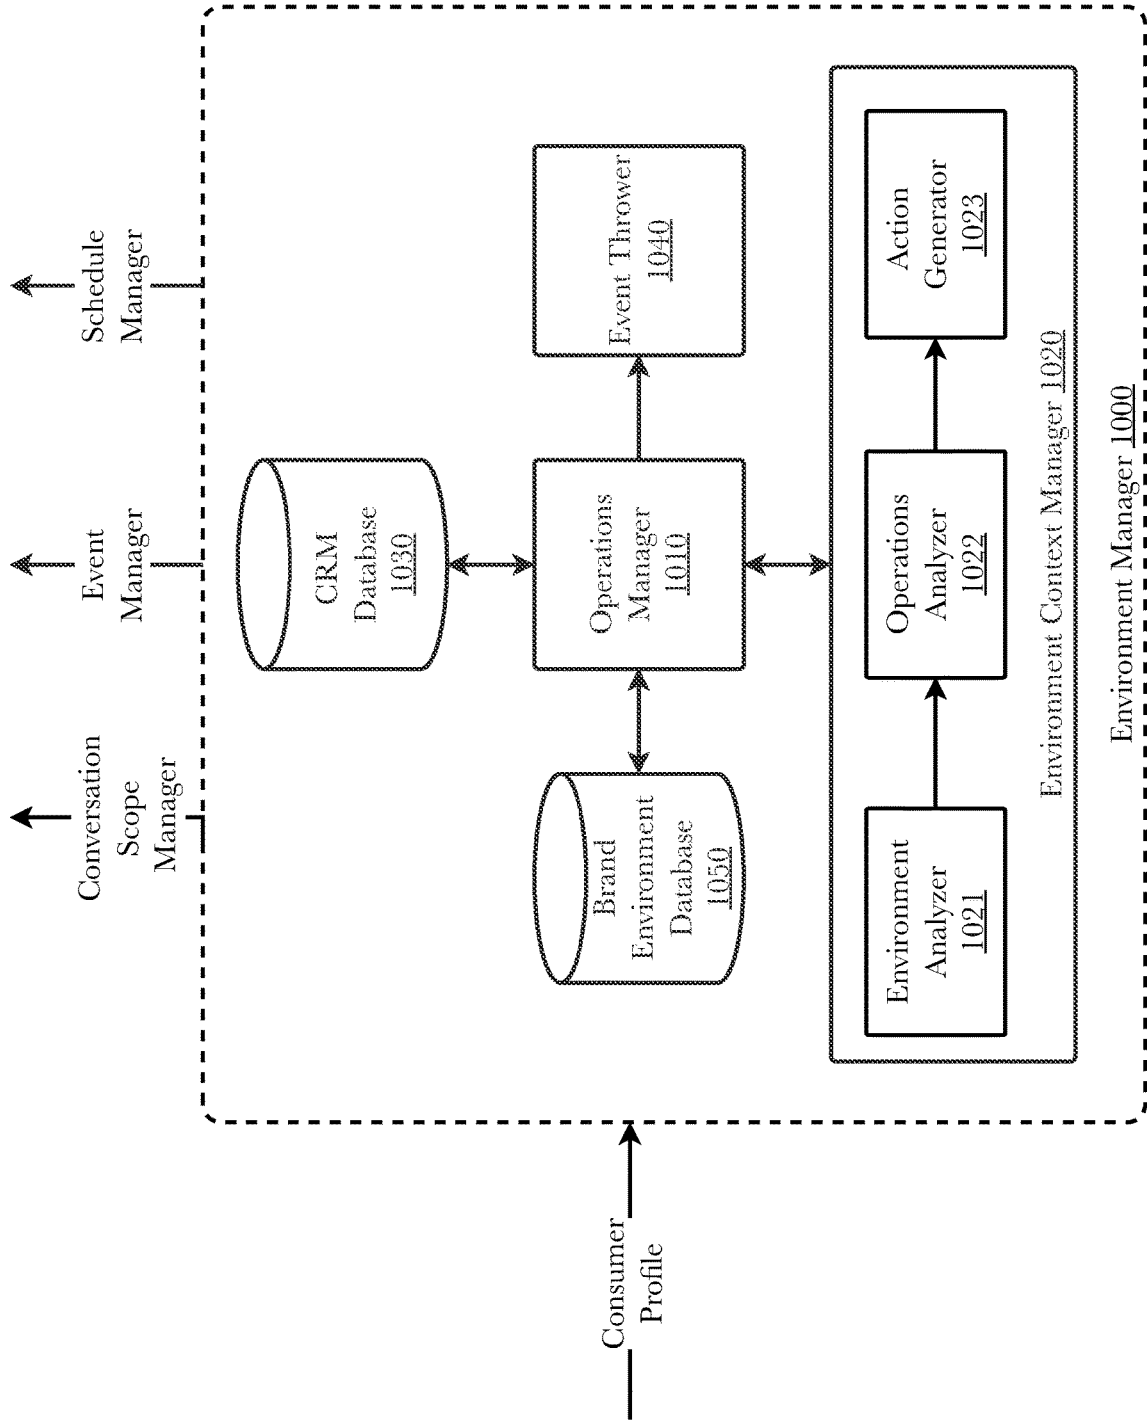 Schedule
Manager
Event
Manager
Conversation
Scope
Manager
Consumer
Profile
CRM
Database
1030
Event Thrower
1040
Operations
Manager
1010
Brand
Environment
Database
1050
Action
Generator
1023
Operations
Analyzer
1022
Environment
Analyzer
1021
Environment Context Manager 1020
Environment Manager 1000